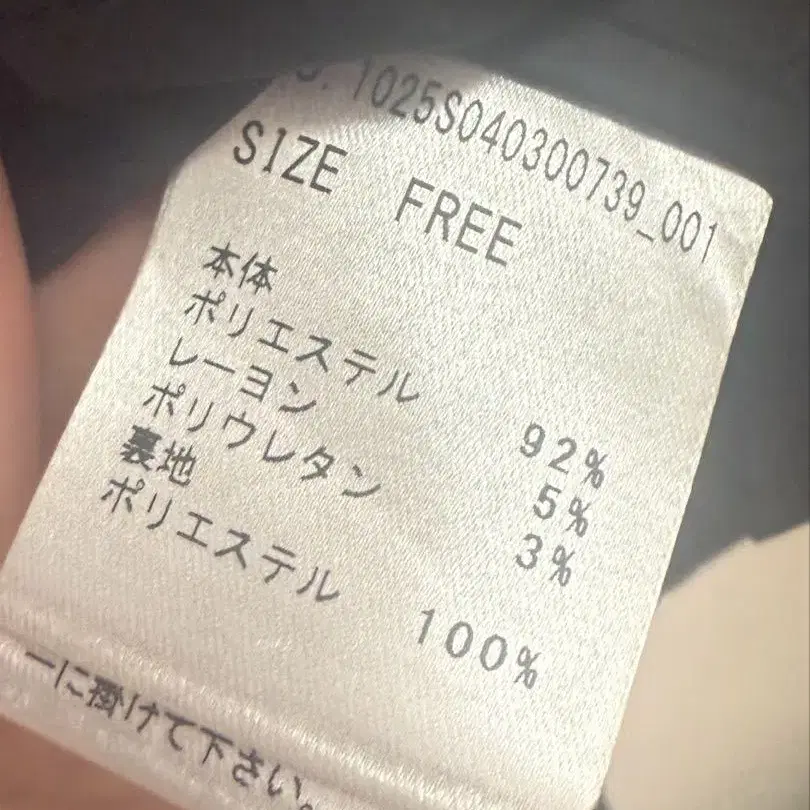 1025S040300739_001
SIZE FREE
本体
ポリエステル 92%
レーヨン 5%
ポリウレタン 3%
裏地
ポリエステル 100%
ーに掛けて下さい。